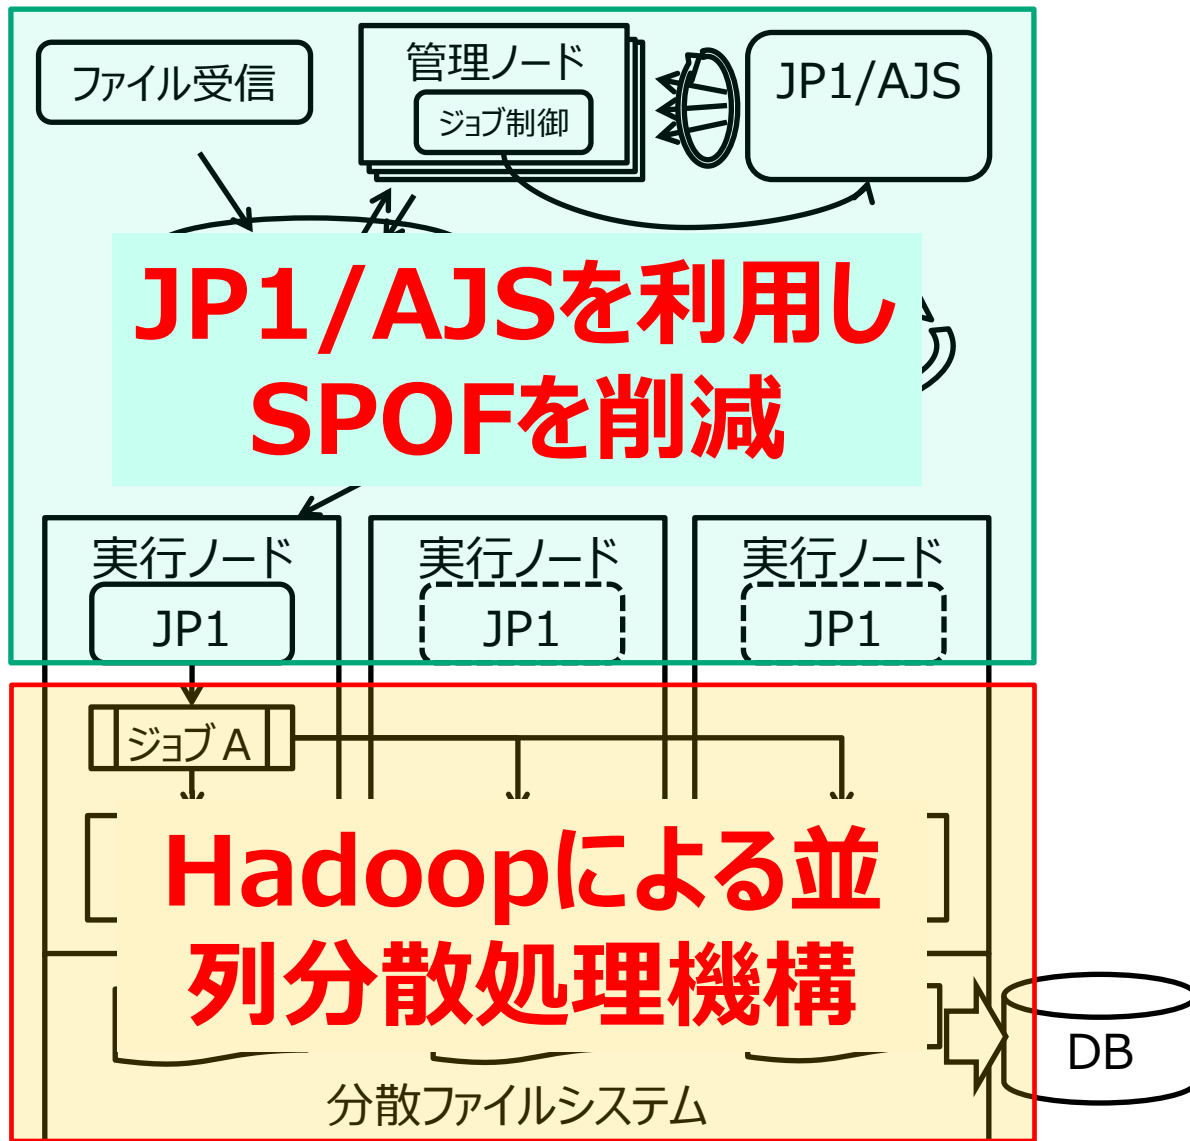 ファイル受信
管理ノード
ジョブ制御
JP1/AJS
JP1/AJSを利用し
SPOFを削減
実行ノード
JP1
実行ノード
JP1
実行ノード
JP1
ジョブA
Hadoopによる並
列分散処理機構
分散ファイルシステム
DB